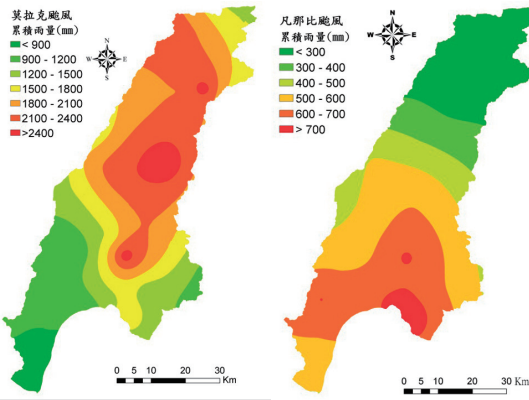 莫拉克颱風
累積雨量(mm)
< 900
900 - 1200
1200 - 1500
1500 - 1800
1800 - 2100
2100 - 2400
>2400
N
W E
S
0 5 10 20 30
Km
凡那比颱風
累積雨量(mm)
< 300
300 - 400
400 - 500
500 - 600
600 - 700
> 700
N
W E
S
0 5 10 20 30 Km